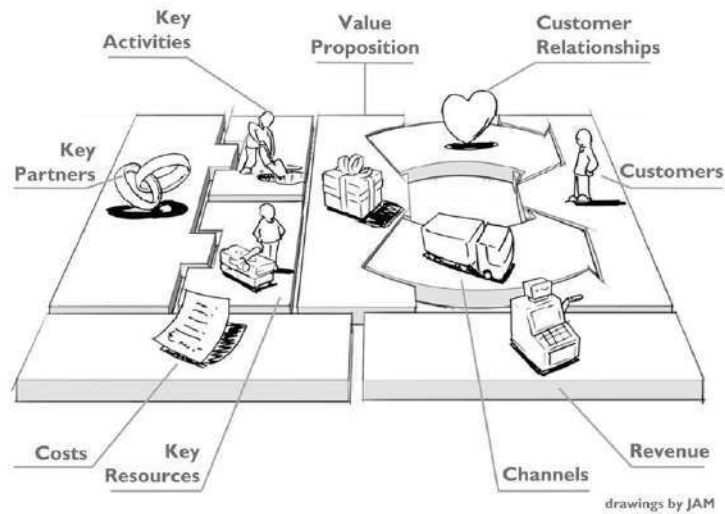 Key
Activities
Value
Proposition
Customer
Relationships
Key
Partners
Customers
Costs
Key
Resources
Channels
Revenue
drawings by JAM